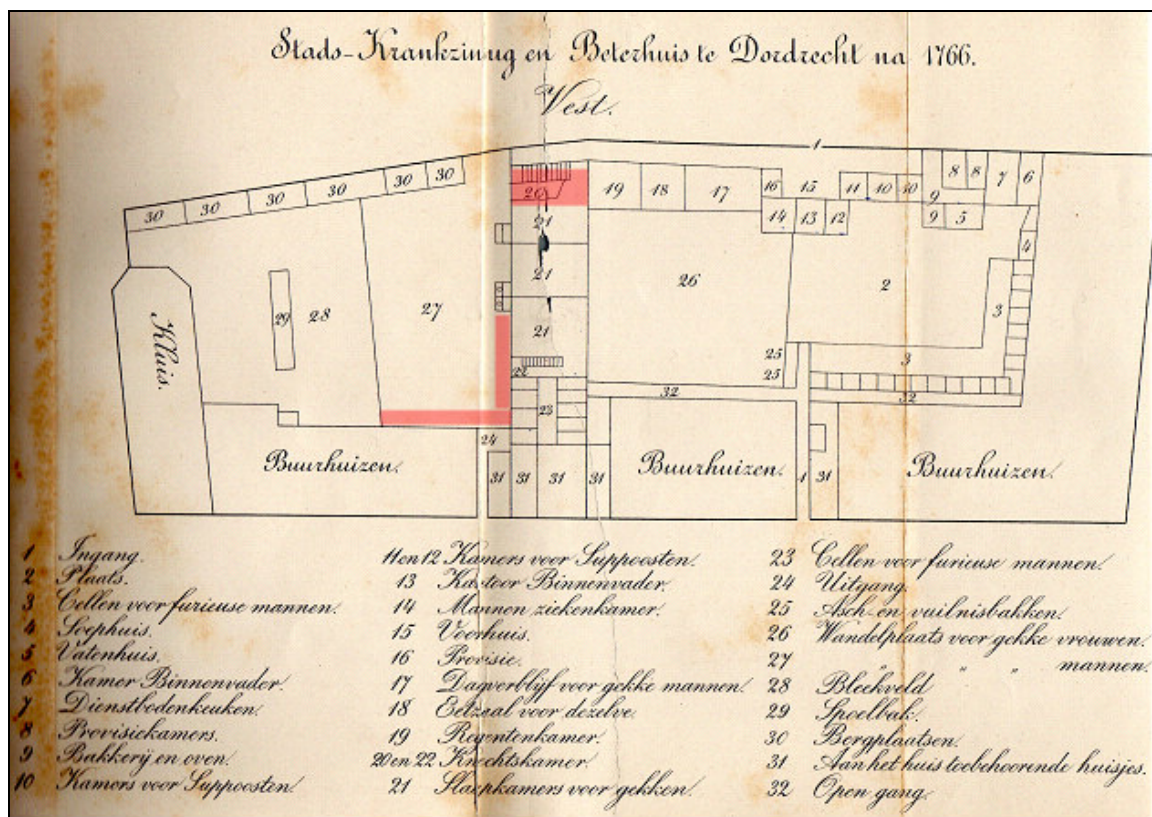 Stads-Krankzinnig en Beterhuis te Dordrecht na 1766.
Vest.
1
30 30 30 30 30 30
20 19 18 17 16 15 11 10 30 9 8 8 7 6
14 13 12 9 5
21
4
21
26
2
Kluis.
29 28 27
3
21
25
3
22
25
32
32
23
24
Buurhuizen.
Buurhuizen.
Buurhuizen.
31 31 31 31 1 31
1 Ingang.
2 Plaats.
3 Cellen voor furieuse mannen.
4 Soephuis.
5 Vatenhuis.
6 Kamer Binnenvader.
7 Dienstbodenkeuken.
8 Provisiekamers.
9 Bakkerij en oven.
10 Kamers voor Suppoosten.
11 en 12 Kamers voor Suppoosten.
13 Kantoor Binnenvader.
14 Mannen ziekenkamer.
15 Voorhuis.
16 Provisie.
17 Dagverblijf voor gekke mannen.
18 Eetzaal voor dezelve.
19 Regentenkamer.
20 en 22 Knechtskamer.
21 Slaapkamers voor gekken.
23 Cellen voor furieuse mannen.
24 Uitgang.
25 Asch- en vuilnisbakken.
26 Wandelplaats voor gekke vrouwen.
27 " " " mannen.
28 Bleekveld
29 Spoelbak.
30 Bergplaatsen.
31 Aan het huis toebehoorende huisjes.
32 Open gang.